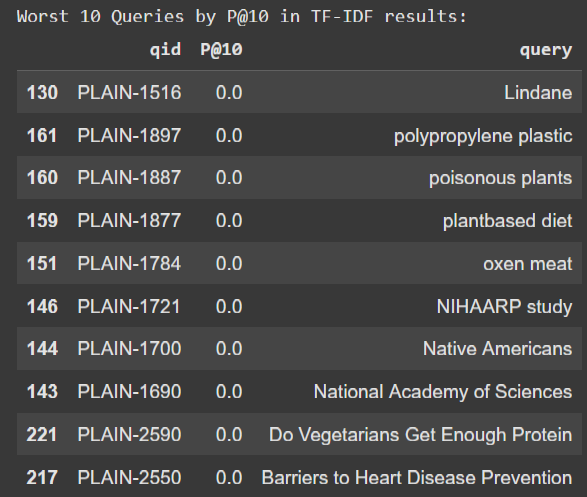 Worst 10 Queries by P@10 in TF-IDF results:
qid P@10 query
130 PLAIN-1516 0.0 Lindane
161 PLAIN-1897 0.0 polypropylene plastic
160 PLAIN-1887 0.0 poisonous plants
159 PLAIN-1877 0.0 plantbased diet
151 PLAIN-1784 0.0 oxen meat
146 PLAIN-1721 0.0 NIHAARP study
144 PLAIN-1700 0.0 Native Americans
143 PLAIN-1690 0.0 National Academy of Sciences
221 PLAIN-2590 0.0 Do Vegetarians Get Enough Protein
217 PLAIN-2550 0.0 Barriers to Heart Disease Prevention